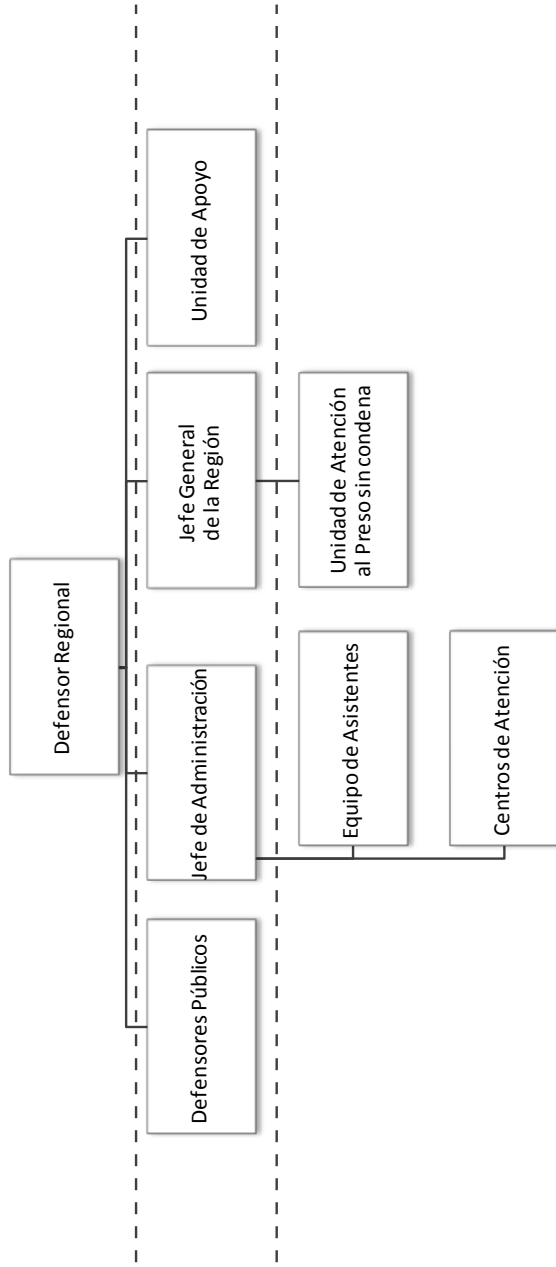 Defensor Regional
Defensores Públicos
Jefe de Administración
Jefe General
de la Región
Unidad de Apoyo
Equipo de Asistentes
Unidad de Atención
al Preso sin condena
Centros de Atención